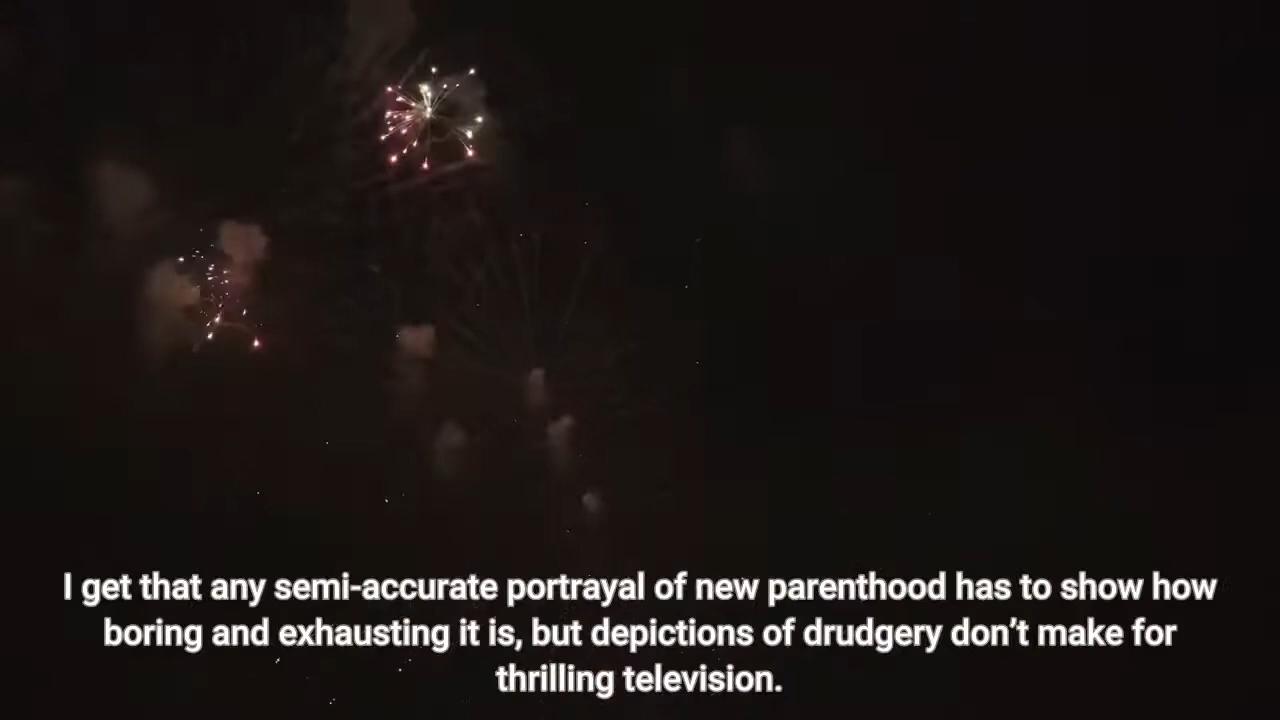 I get that any semi-accurate portrayal of new parenthood has to show how
boring and exhausting it is, but depictions of drudgery don’t make for
thrilling television.